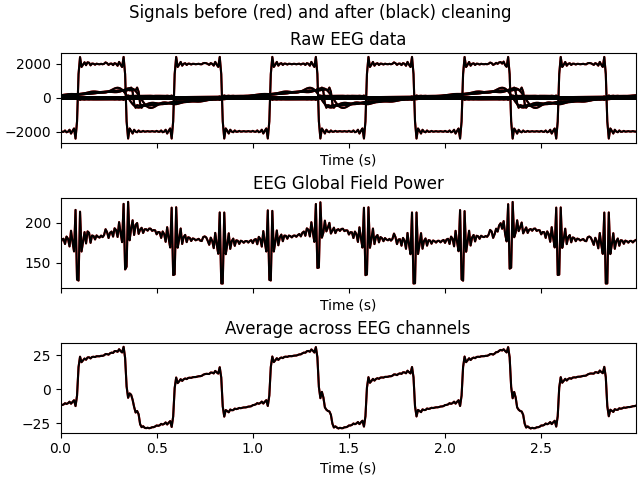 Signals before (red) and after (black) cleaning
Raw EEG data
2000
0
−2000
Time (s)
EEG Global Field Power
200
150
Time (s)
Average across EEG channels
25
0
−25
0.0 0.5 1.0 1.5 2.0 2.5
Time (s)